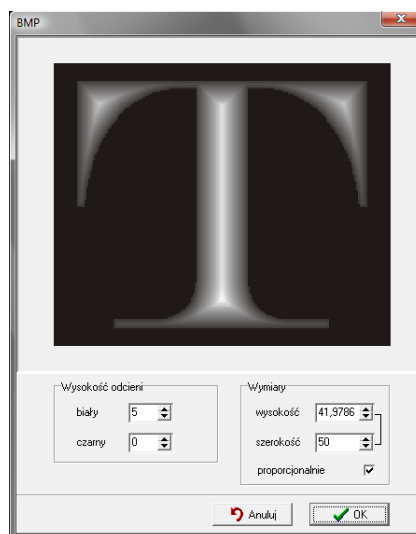 BMP
T
Wysokość odcieni
biały 5
czarny 0
Wymiary
wysokość 41,9786
szerokość 50
proporcjonalnie
Anuluj OK